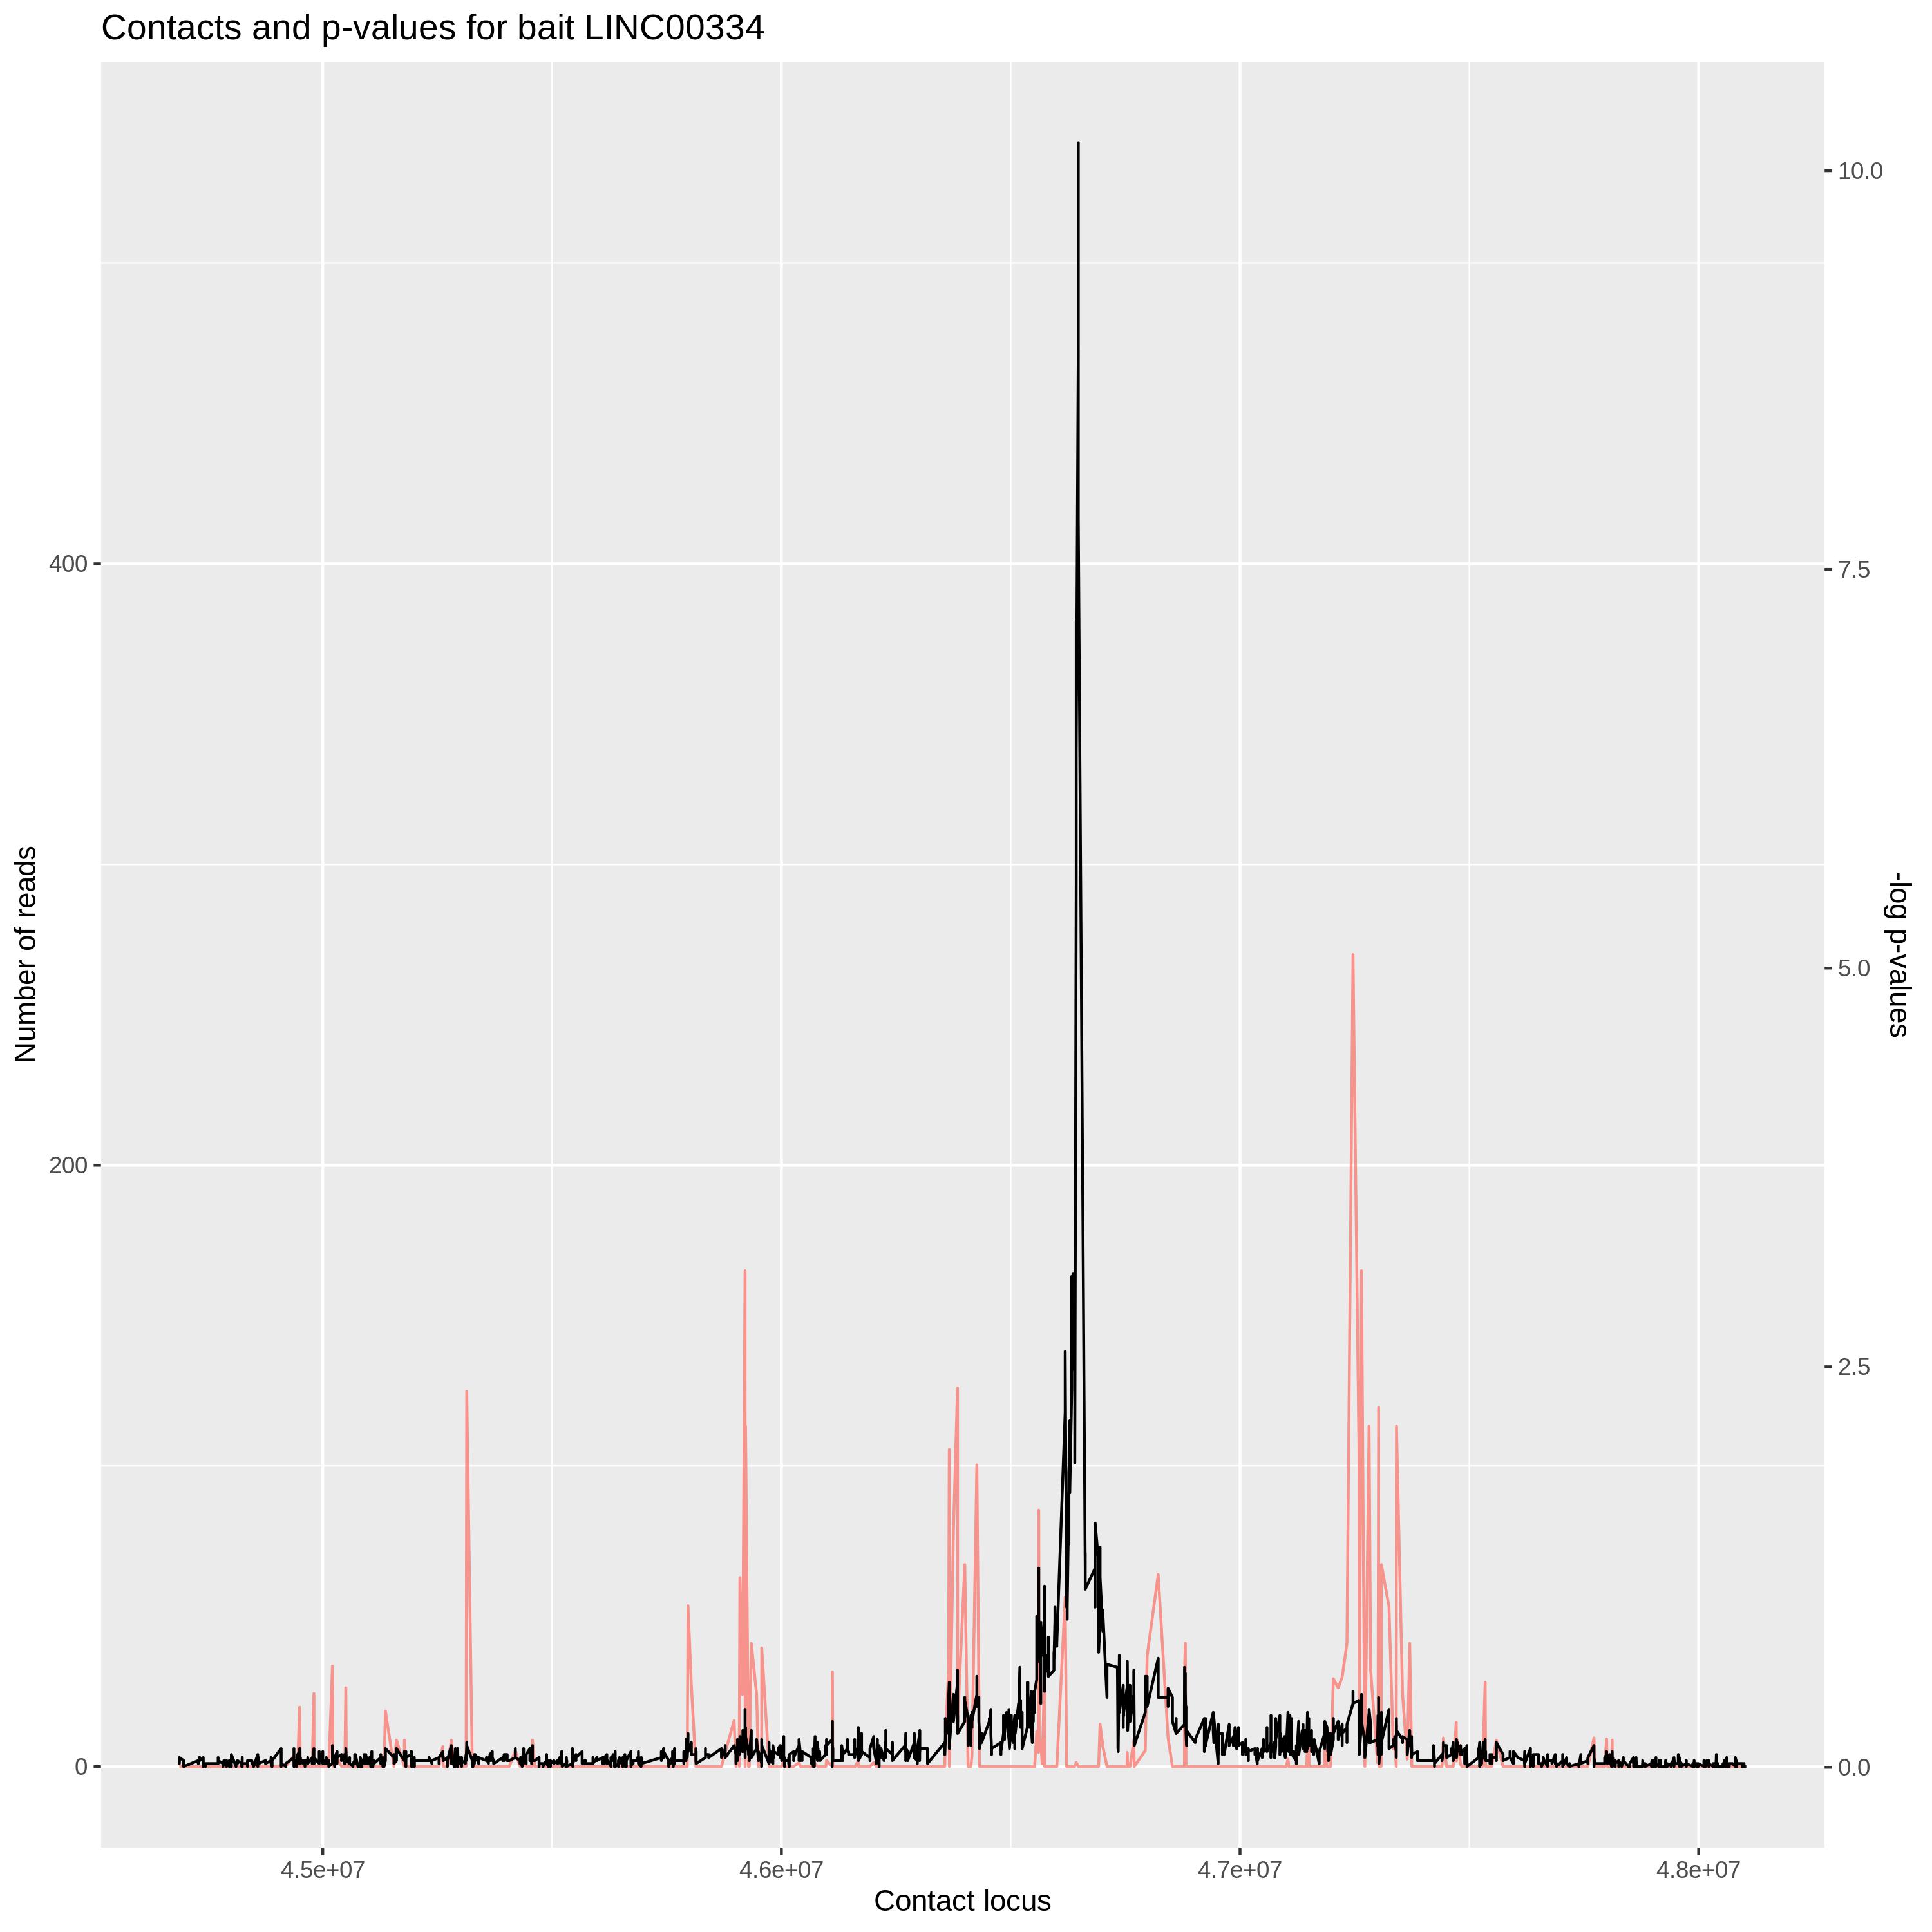 Contacts and p-values for bait LINC00334
Number of reads
400
200
0
10.0
7.5
5.0
2.5
0.0
-log p-values
4.5e+07 4.6e+07 4.7e+07 4.8e+07
Contact locus